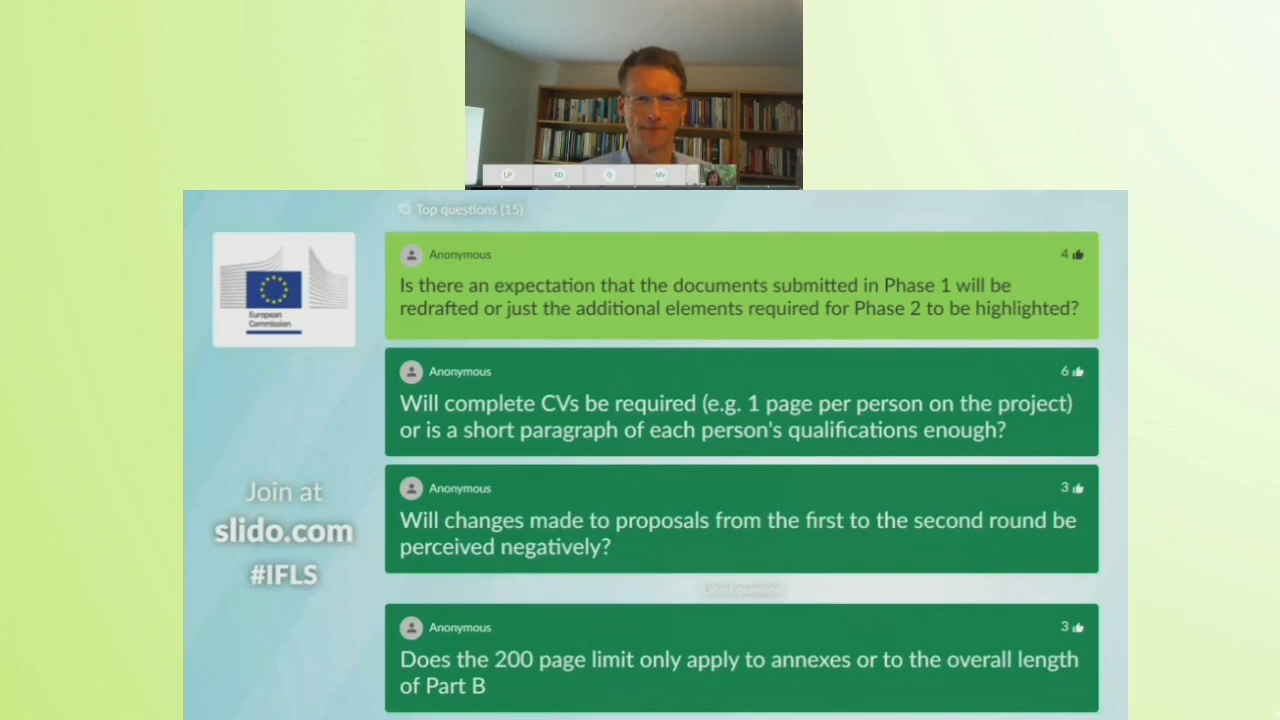 LP
RD
MV
Top questions (15)
European
Commission
Anonymous
4
Is there an expectation that the documents submitted in Phase 1 will be
redrafted or just the additional elements required for Phase 2 to be highlighted?
Anonymous
6
Will complete CVs be required (e.g. 1 page per person on the project)
or is a short paragraph of each person's qualifications enough?
Join at
slido.com
#IFLS
Anonymous
3
Will changes made to proposals from the first to the second round be
perceived negatively?
Latest question
Anonymous
3
Does the 200 page limit only apply to annexes or to the overall length
of Part B